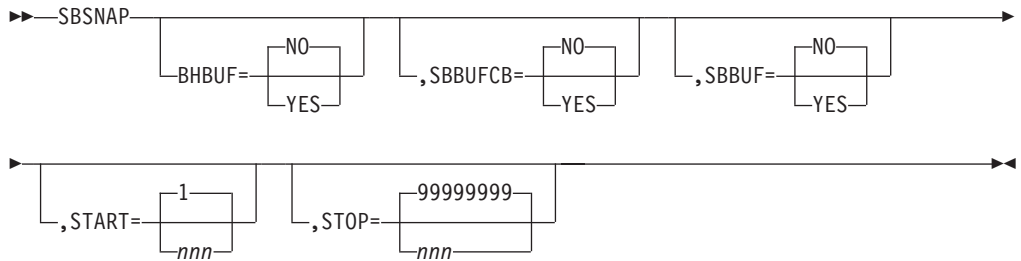 SBSNAP
NO NO NO
BHBUF= ,SBBUFCB= ,SBBUF=
YES YES YES
1 99999999
,START= ,STOP=
nnn nnn